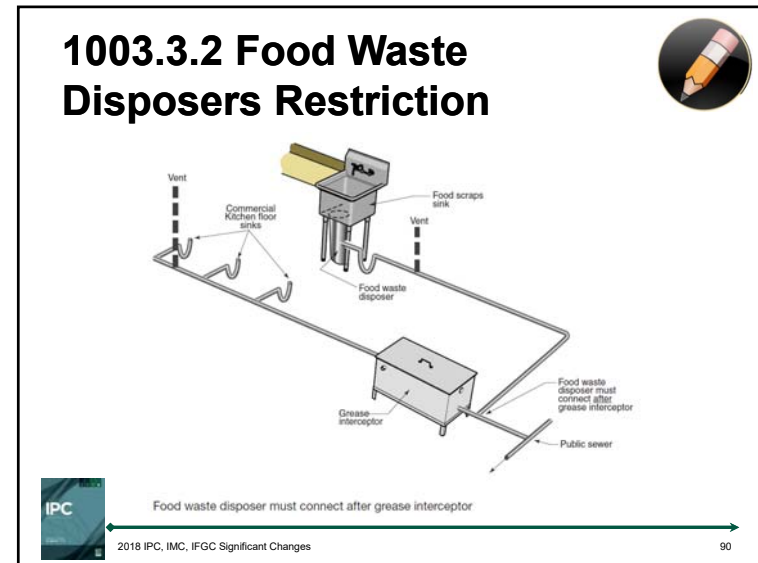 1003.3.2 Food Waste
Disposers Restriction
Vent
Commercial
Kitchen floor
sinks
Food scraps
sink
Vent
Food waste
disposer
Food waste
disposer must
connect after
grease interceptor
Grease
interceptor
Public sewer
IPC
Food waste disposer must connect after grease interceptor
2018 IPC, IMC, IFGC Significant Changes
90